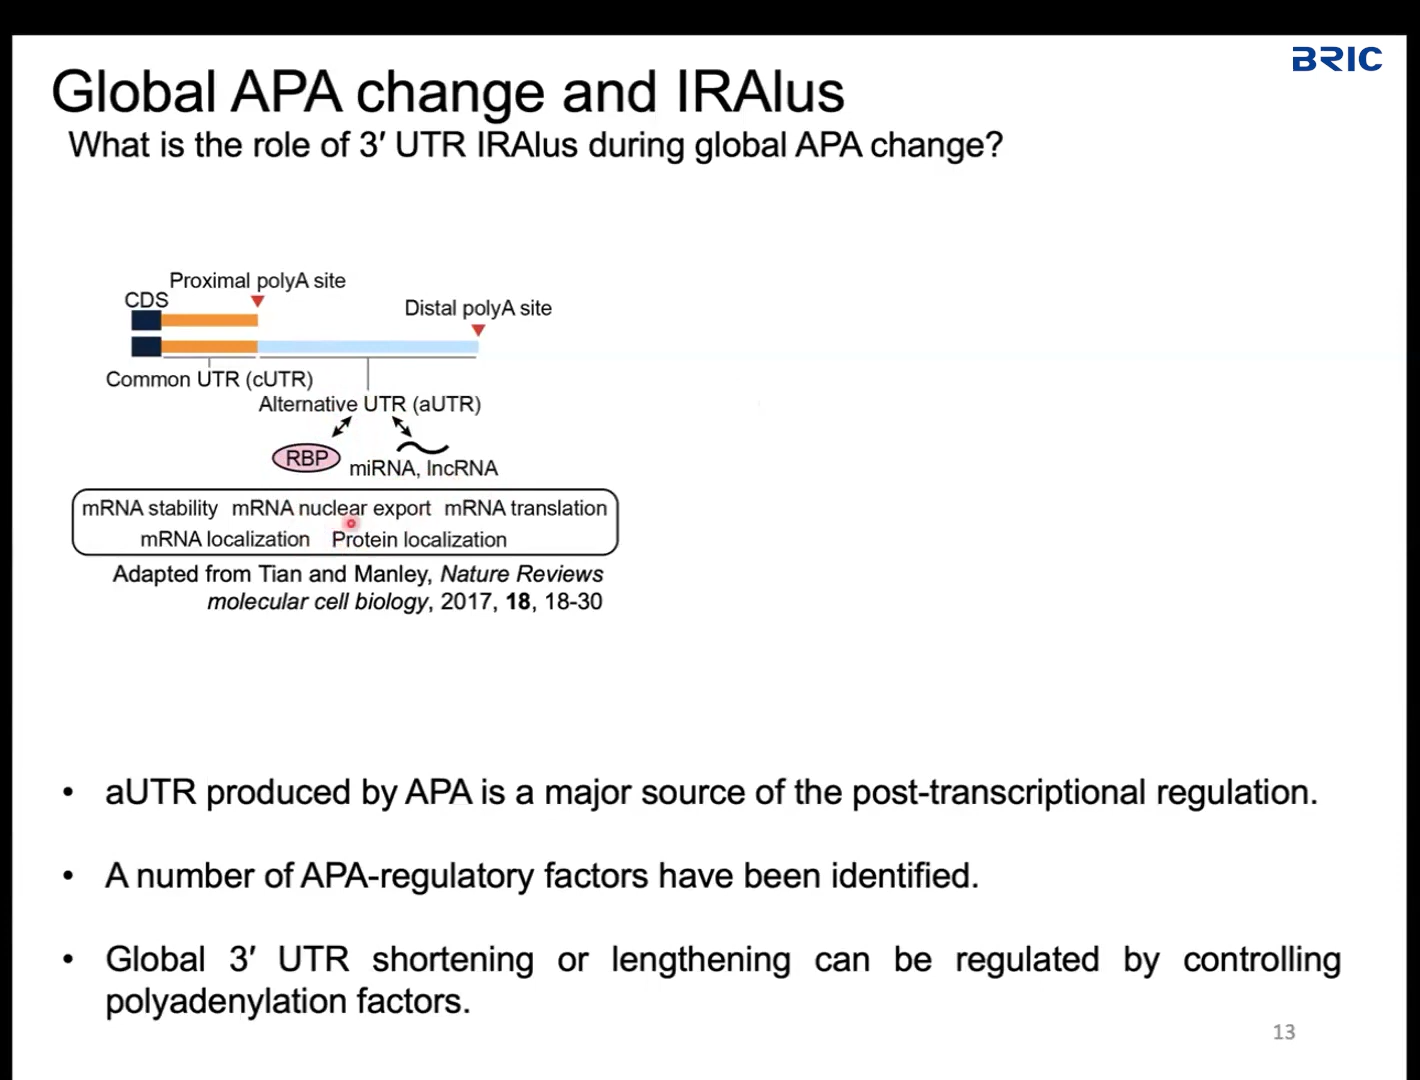 BRIC
Global APA change and IRAlus
What is the role of 3′ UTR IRAlus during global APA change?
Proximal polyA site
CDS
Distal polyA site
Common UTR (cUTR)
Alternative UTR (aUTR)
RBP
miRNA, lncRNA
mRNA stability mRNA nuclear export mRNA translation
mRNA localization Protein localization
Adapted from Tian and Manley, Nature Reviews
molecular cell biology, 2017, 18, 18-30
• aUTR produced by APA is a major source of the post-transcriptional regulation.
• A number of APA-regulatory factors have been identified.
• Global 3′ UTR shortening or lengthening can be regulated by controlling
polyadenylation factors.
13